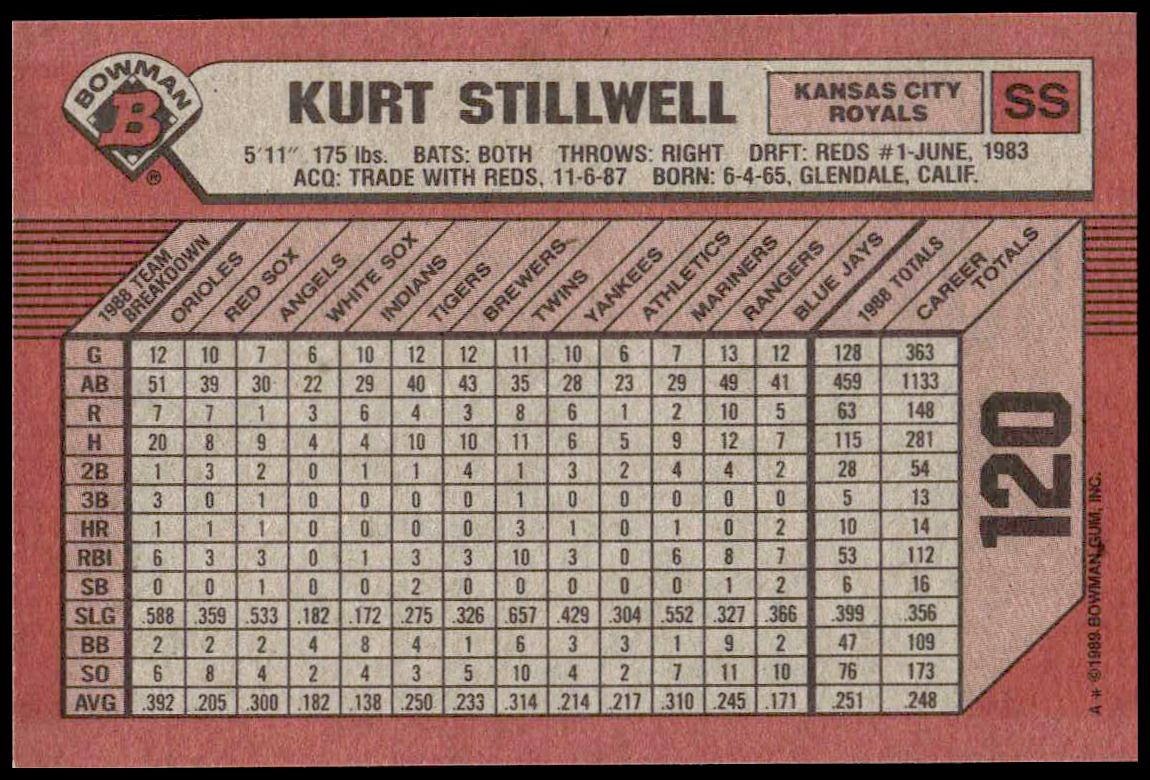 BOWMAN
B
®
KURT STILLWELL
KANSAS CITY
ROYALS
SS
5'11" 175 lbs. BATS: BOTH THROWS: RIGHT DRFT: REDS #1-JUNE, 1983
ACQ: TRADE WITH REDS, 11-6-87 BORN: 6-4-65, GLENDALE, CALIF.
1988 TEAM
BREAKDOWN
ORIOLES
RED SOX
ANGELS
WHITE SOX
INDIANS
TIGERS
BREWERS
TWINS
YANKEES
ATHLETICS
MARINERS
RANGERS
BLUE JAYS
1988 TOTALS
CAREER
TOTALS
G 12 10 7 6 10 12 12 11 10 6 7 13 12 128 363
AB 51 39 30 22 29 40 43 35 28 23 29 49 41 459 1133
R 7 7 1 3 6 4 3 8 6 1 2 10 5 63 148
H 20 8 9 4 4 10 10 11 6 5 9 12 7 115 281
2B 1 3 2 0 1 1 4 1 3 2 4 4 2 28 54
3B 3 0 1 0 0 0 0 1 0 0 0 0 0 5 13
HR 1 1 1 0 0 0 0 3 1 0 1 0 2 10 14
RBI 6 3 3 0 1 3 3 10 3 0 6 8 7 53 112
SB 0 0 1 0 0 2 0 0 0 0 0 1 2 6 16
SLG .588 .359 .533 .182 .172 .275 .326 .657 .429 .304 .552 .327 .366 .399 .356
BB 2 2 2 4 8 4 1 6 3 3 1 9 2 47 109
SO 6 8 4 2 4 3 5 10 4 2 7 11 10 76 173
AVG .392 .205 .300 .182 .138 .250 .233 .314 .214 .217 .310 .245 .171 .251 .248
120
A * ©1989 BOWMAN GUM, INC.